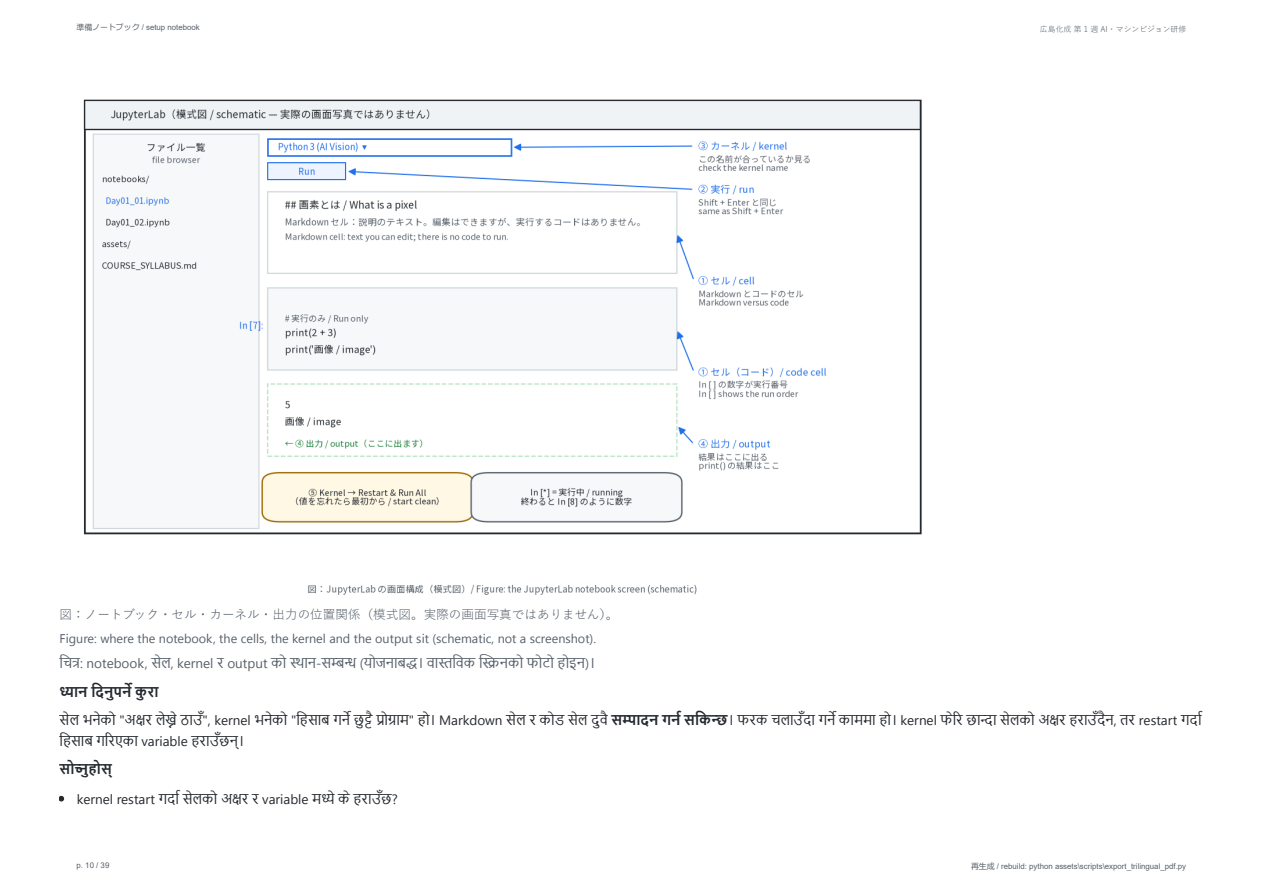 準備ノートブック / setup notebook
広島化成 第 1 週 AI・マシンビジョン研修
JupyterLab（模式図 / schematic — 実際の画面写真ではありません）
ファイル一覧
file browser
notebooks/
Day01_01.ipynb
Day01_02.ipynb
assets/
COURSE_SYLLABUS.md
Python 3 (AI Vision) ▾
Run
## 画素とは / What is a pixel
Markdown セル：説明のテキスト。編集はできますが、実行するコードはありません。
Markdown cell: text you can edit; there is no code to run.
In [7]:
# 実行のみ / Run only
print(2 + 3)
print('画像 / image')
5
画像 / image
← ④ 出力 / output（ここに出ます）
⑤ Kernel → Restart & Run All
（値を忘れたら最初から / start clean）
In [*] = 実行中 / running
終わると In [8] のように数字
③ カーネル / kernel
この名前が合っているか見る
check the kernel name
② 実行 / run
Shift + Enter と同じ
same as Shift + Enter
① セル / cell
Markdown とコードのセル
Markdown versus code
① セル（コード）/ code cell
In [ ] の数字が実行番号
In [ ] shows the run order
④ 出力 / output
結果はここに出る
print() の結果はここ
図：JupyterLab の画面構成（模式図）/ Figure: the JupyterLab notebook screen (schematic)
図：ノートブック・セル・カーネル・出力の位置関係（模式図。実際の画面写真ではありません）。
Figure: where the notebook, the cells, the kernel and the output sit (schematic, not a screenshot).
चित्र: notebook, सेल, kernel र output को स्थान-सम्बन्ध (योजनाबद्ध। वास्तविक स्क्रिनको फोटो होइन)।
ध्यान दिनुपर्ने कुरा
सेल भनेको "अक्षर लेख्ने ठाउँ", kernel भनेको "हिसाब गर्ने छुट्टै प्रोग्राम" हो। Markdown सेल र कोड सेल दुवै सम्पादन गर्न सकिन्छ। फरक चलाउँदा गर्ने काममा हो। kernel फेरि छान्दा सेलको अक्षर हराउँदैन, तर restart गर्दा
हिसाब गरिएका variable हराउँछन्।
सोच्नुहोस्
• kernel restart गर्दा सेलको अक्षर र variable मध्ये के हराउँछ?
p. 10 / 39
再生成 / rebuild: python assets\scripts\export_trilingual_pdf.py